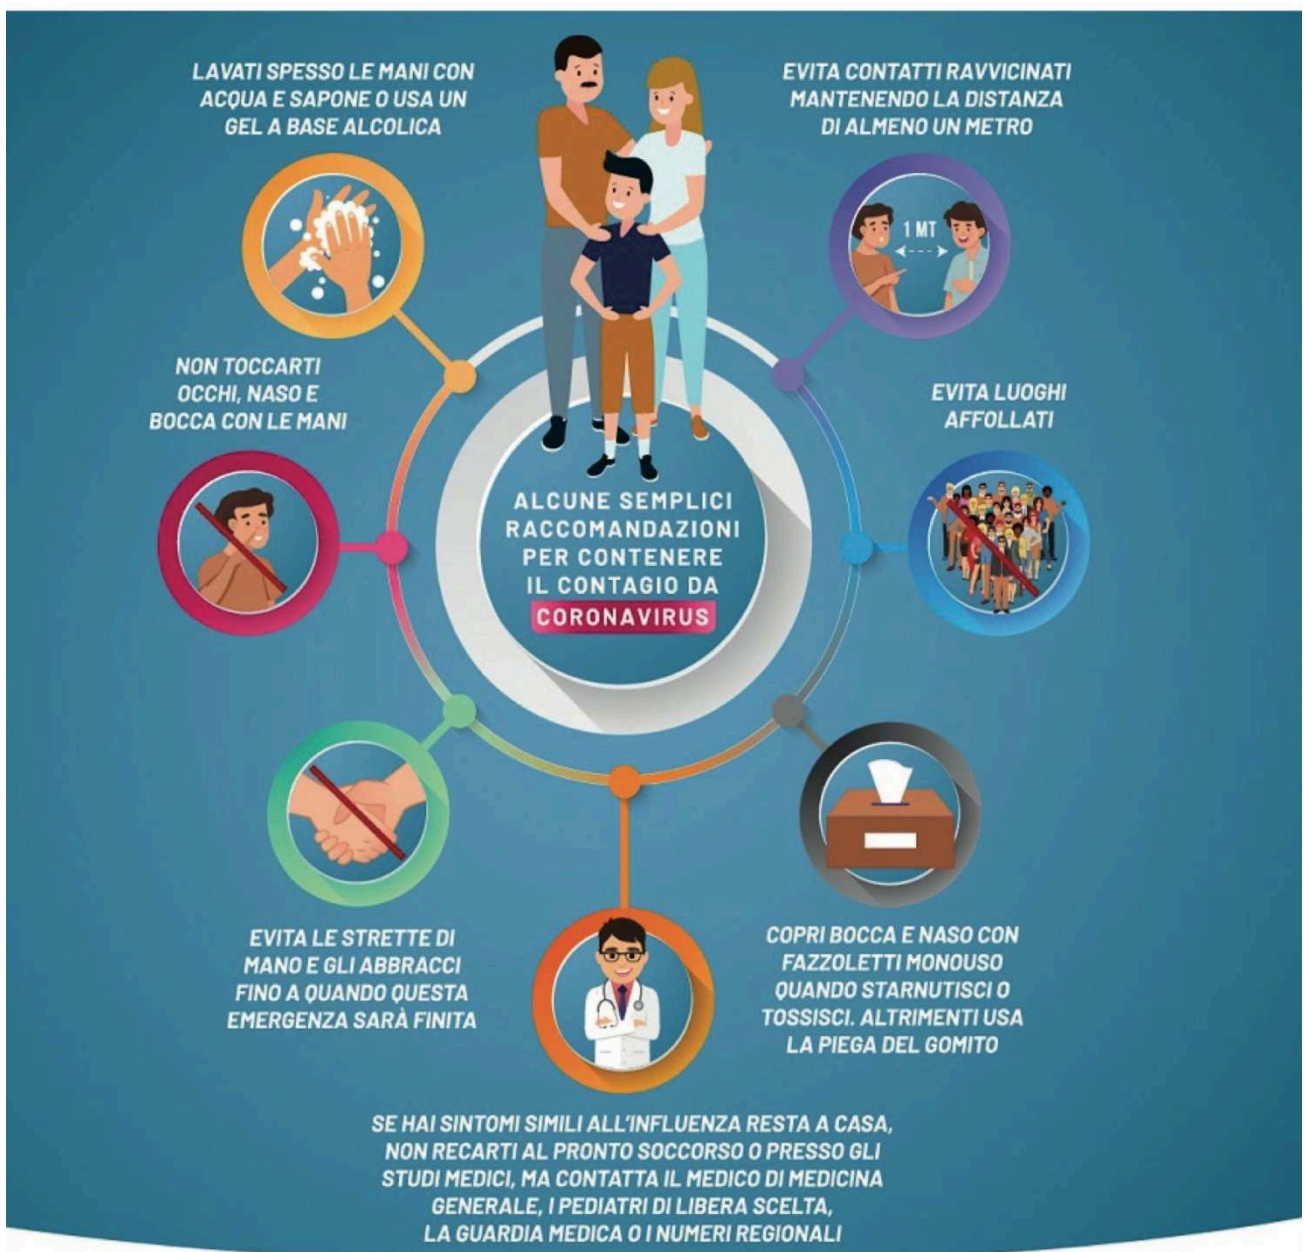 LAVATI SPESSO LE MANI CON
ACQUA E SAPONE O USA UN
GEL A BASE ALCOLICA
EVITA CONTATTI RAVVICINATI
MANTENENDO LA DISTANZA
DI ALMENO UN METRO
1 MT
NON TOCCARTI
OCCHI, NASO E
BOCCA CON LE MANI
EVITA LUOGHI
AFFOLLATI
ALCUNE SEMPLICI
RACCOMANDAZIONI
PER CONTENERE
IL CONTAGIO DA
CORONAVIRUS
EVITA LE STRETTE DI
MANO E GLI ABBRACCI
FINO A QUANDO QUESTA
EMERGENZA SARÀ FINITA
COPRI BOCCA E NASO CON
FAZZOLETTI MONOUSO
QUANDO STARNUTISCI O
TOSSISCI. ALTRIMENTI USA
LA PIEGA DEL GOMITO
SE HAI SINTOMI SIMILI ALL'INFLUENZA RESTA A CASA,
NON RECARTI AL PRONTO SOCCORSO O PRESSO GLI
STUDI MEDICI, MA CONTATTA IL MEDICO DI MEDICINA
GENERALE, I PEDIATRI DI LIBERA SCELTA,
LA GUARDIA MEDICA O I NUMERI REGIONALI